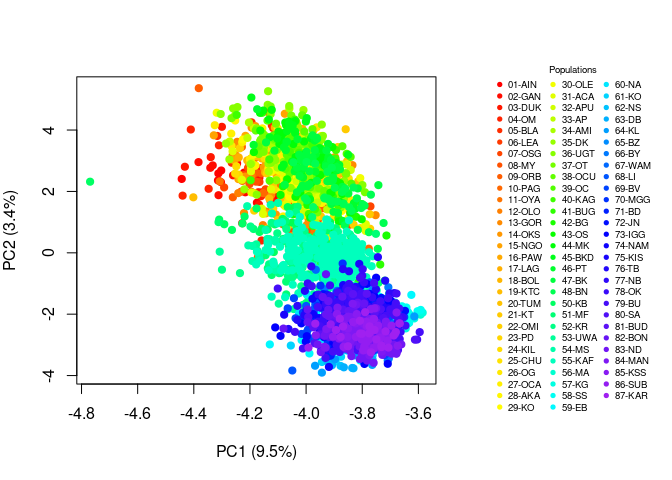 Populations
01-AIN
02-GAN
03-DUK
04-OM
05-BLA
06-LEA
07-OSG
08-MY
09-ORB
10-PAG
11-OYA
12-OLO
13-GOR
14-OKS
15-NGO
16-PAW
17-LAG
18-BOL
19-KTC
20-TUM
21-KT
22-OMI
23-PD
24-KIL
25-CHU
26-OG
27-OCA
28-AKA
29-KO
30-OLE
31-ACA
32-APU
33-AP
34-AMI
35-DK
36-UGT
37-OT
38-OCU
39-OC
40-KAG
41-BUG
42-BG
43-OS
44-MK
45-BKD
46-PT
47-BK
48-BN
50-KB
51-MF
52-KR
53-UWA
54-MS
55-KAF
56-MA
57-KG
58-SS
59-EB
60-NA
61-KO
62-NS
63-DB
64-KL
65-BZ
66-BY
67-WAM
68-LI
69-BV
70-MGG
71-BD
72-JN
73-IGG
74-NAM
75-KIS
76-TB
77-NB
78-OK
79-BU
80-SA
81-BUD
82-BON
83-ND
84-MAN
85-KSS
86-SUB
87-KAR
PC2 (3.4%)
4
2
0
-2
-4
-4.8
-4.6
-4.4
-4.2
-4.0
-3.8
-3.6
PC1 (9.5%)